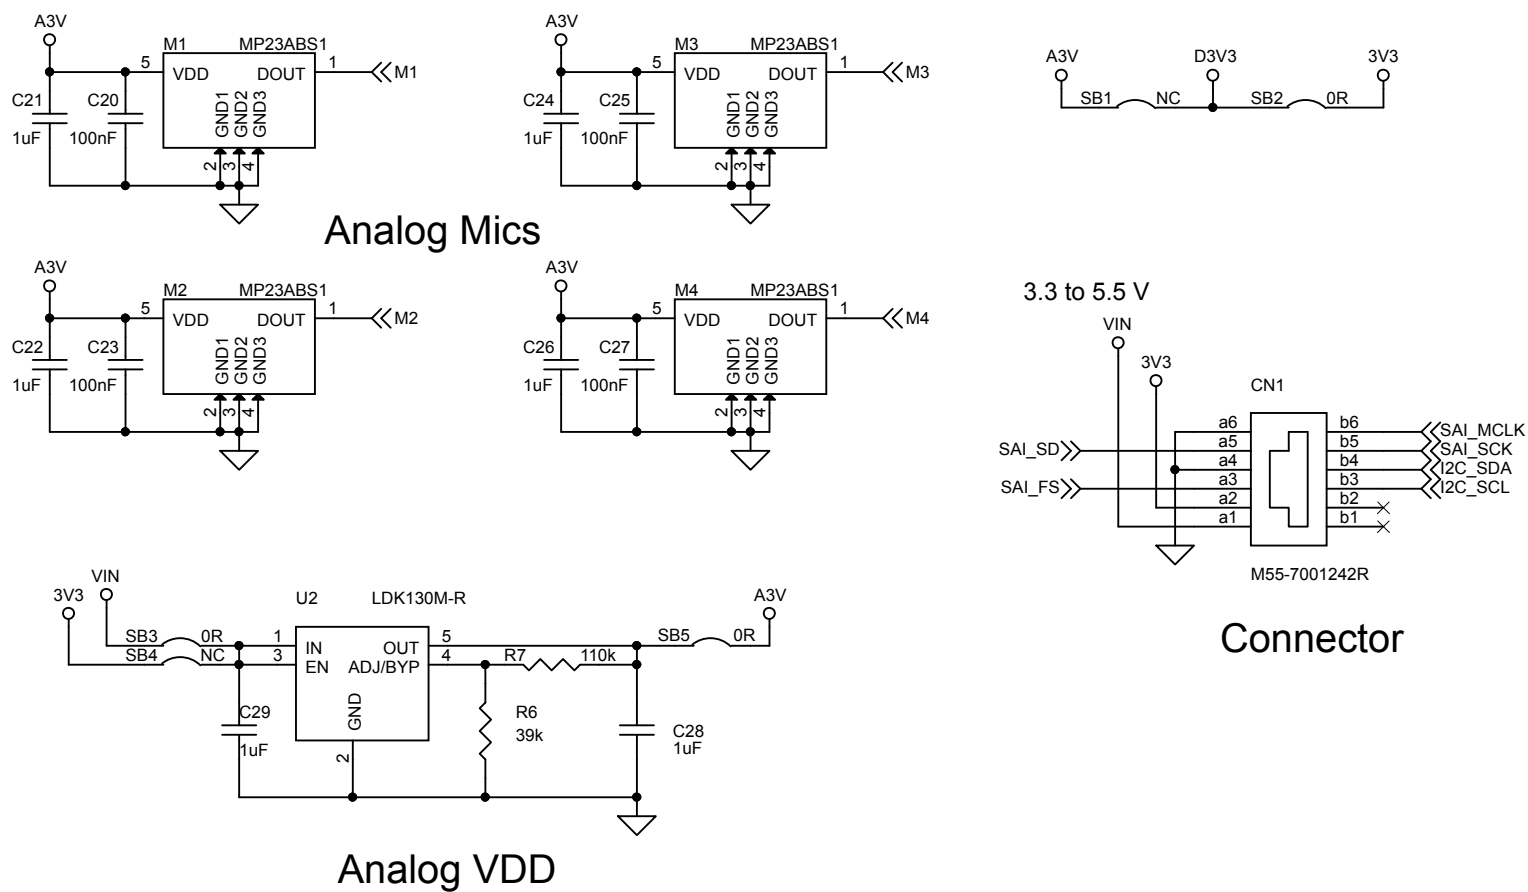 A3V
M1 MP23ABS1
5 VDD DOUT 1 M1
C21 C20
1uF 100nF
GND1 GND2 GND3
2 3 4
A3V
M3 MP23ABS1
5 VDD DOUT 1 M3
C24 C25
1uF 100nF
GND1 GND2 GND3
2 3 4
A3V D3V3 3V3
SB1 NC SB2 0R
Analog Mics
A3V
M2 MP23ABS1
5 VDD DOUT 1 M2
C22 C23
1uF 100nF
GND1 GND2 GND3
2 3 4
A3V
M4 MP23ABS1
5 VDD DOUT 1 M4
C26 C27
1uF 100nF
GND1 GND2 GND3
2 3 4
3.3 to 5.5 V
VIN
3V3
CN1
a6 b6 SAI_MCLK
SAI_SD a5 b5 SAI_SCK
a4 b4 I2C_SDA
SAI_FS a3 b3 I2C_SCL
a2 b2
a1 b1
M55-7001242R
Connector
VIN
3V3
U2 LDK130M-R
A3V
SB3 0R 1 IN OUT 5 SB5 0R
SB4 NC 3 EN ADJ/BYP 4 R7 110k
GND
2
C29
1uF
R6
39k
C28
1uF
Analog VDD